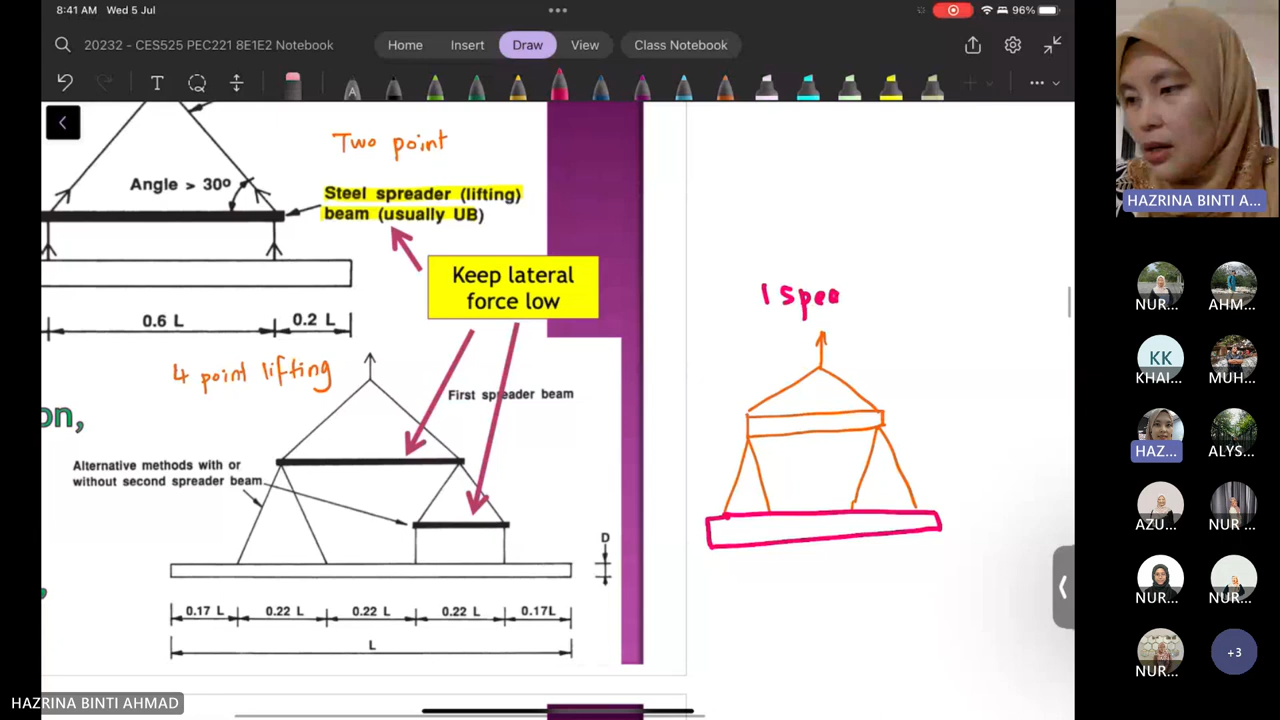 8:41 AM Wed 5 Jul
96%
20232 - CES525 PEC221 8E1E2 Notebook
Home
Insert
Draw
View
Class Notebook
T
A
Two point
Angle > 30º
Steel spreader (lifting)
beam (usually UB)
Keep lateral
force low
0.6 L
0.2 L
4 point lifting
First spreader beam
on,
Alternative methods with or
without second spreader beam
D
0.17 L
0.22 L
0.22 L
0.22 L
0.17L
L
1 Sprea
HAZRINA BINTI AHMAD
HAZRINA BINTI A...
NUR...
AHM...
KK
KHAI...
MUH...
HAZ...
ALYS...
AZU...
NUR ...
NUR...
NUR...
NUR...
+3